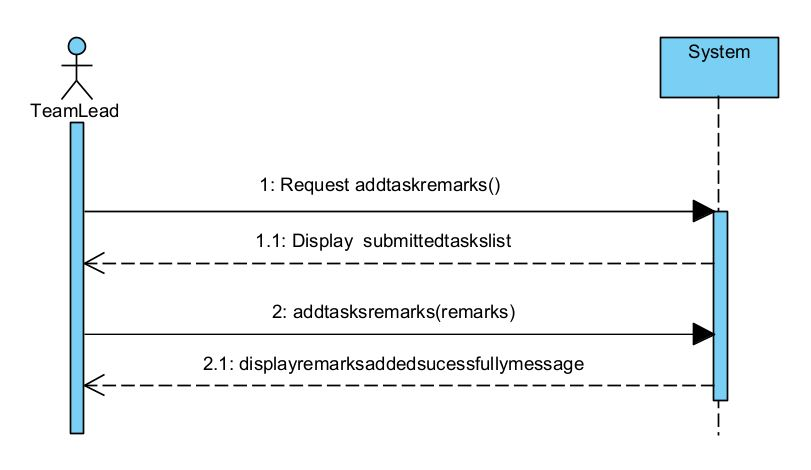 System
TeamLead
1: Request addtaskremarks()
1.1: Display  submittedtaskslist
2: addtasksremarks(remarks)
2.1: displayremarksaddedsucessfullymessage